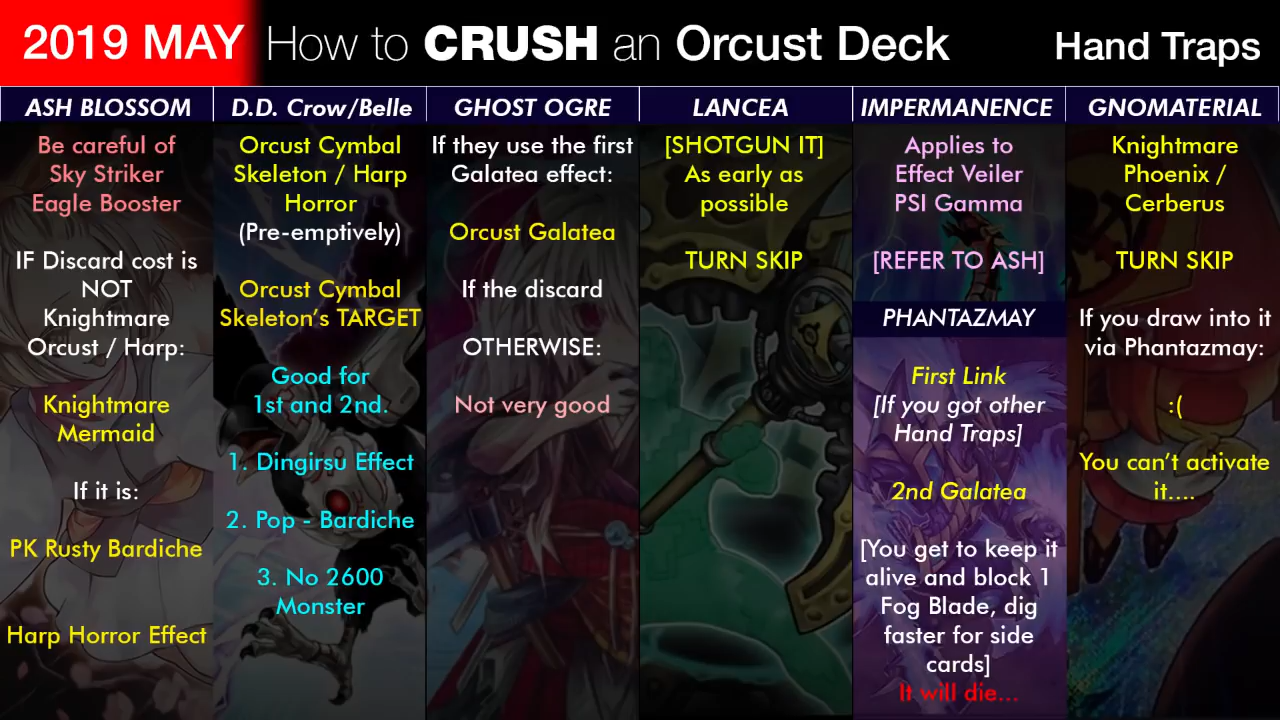 2019 MAY How to CRUSH an Orcust Deck Hand Traps
ASH BLOSSOM
Be careful of
Sky Striker
Eagle Booster
IF Discard cost is
NOT
Knightmare
Orcust / Harp:
Knightmare
Mermaid
If it is:
PK Rusty Bardiche
Harp Horror Effect
D.D. Crow/Belle
Orcust Cymbal
Skeleton / Harp
Horror
(Pre-emptively)
Orcust Cymbal
Skeleton's TARGET
Good for
1st and 2nd.
1. Dingirsu Effect
2. Pop - Bardiche
3. No 2600
Monster
GHOST OGRE
If they use the first
Galatea effect:
Orcust Galatea
If the discard
OTHERWISE:
Not very good
LANCEA
[SHOTGUN IT]
As early as
possible
TURN SKIP
IMPERMANENCE
Applies to
Effect Veiler
PSI Gamma
[REFER TO ASH]
PHANTAZMAY
First Link
[If you got other
Hand Traps]
2nd Galatea
[You get to keep it
alive and block 1
Fog Blade, dig
faster for side
cards]
It will die...
GNOMATERIAL
Knightmare
Phoenix /
Cerberus
TURN SKIP
If you draw into it
via Phantazmay:
:(
You can't activate
it....